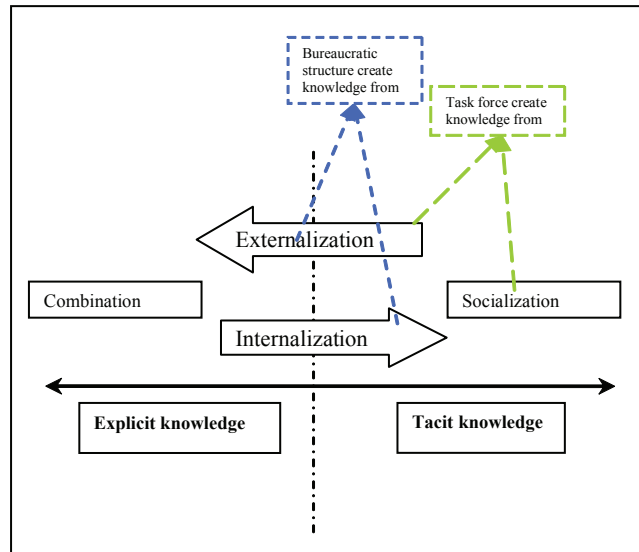 Bureaucratic
structure create
knowledge from
Task force create
knowledge from
Externalization
Combination
Socialization
Internalization
Explicit knowledge
Tacit knowledge